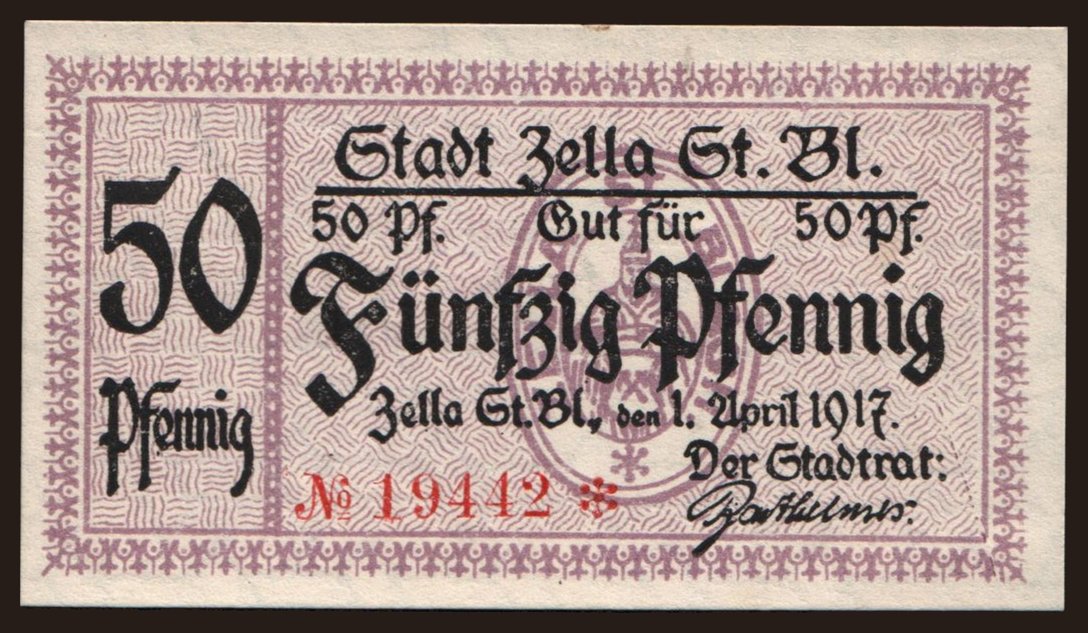 50
Pfennig
Stadt Zella St. Bl.
50 Pf. Gut für 50 Pf.
Fünfzig Pfennig
Zella St. Bl., den 1. April 1917.
Der Stadtrat:
№ 19442 *